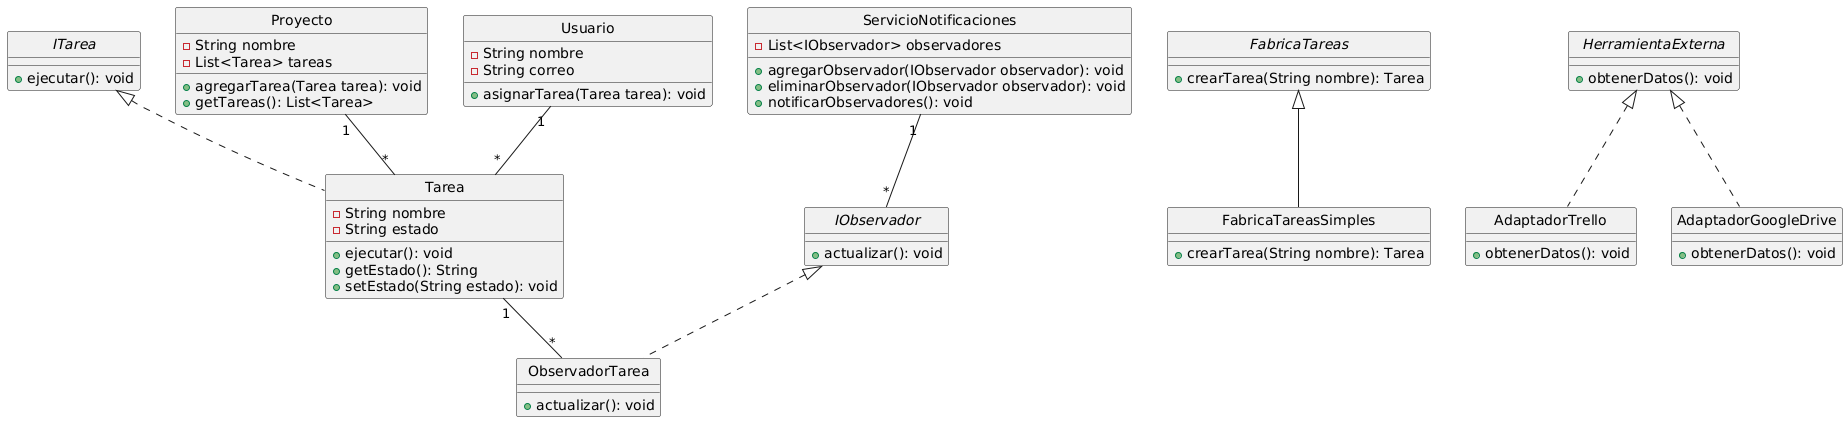 ITarea
ejecutar(): void
Proyecto
String nombre
List<Tarea> tareas
agregarTarea(Tarea tarea): void
getTareas(): List<Tarea>
Usuario
String nombre
String correo
asignarTarea(Tarea tarea): void
ServicioNotificaciones
List<IObservador> observadores
agregarObservador(IObservador observador): void
eliminarObservador(IObservador observador): void
notificarObservadores(): void
FabricaTareas
crearTarea(String nombre): Tarea
HerramientaExterna
obtenerDatos(): void
1
*
1
*
1
*
Tarea
String nombre
String estado
ejecutar(): void
getEstado(): String
setEstado(String estado): void
IObservador
actualizar(): void
FabricaTareasSimples
crearTarea(String nombre): Tarea
AdaptadorTrello
obtenerDatos(): void
AdaptadorGoogleDrive
obtenerDatos(): void
1
*
ObservadorTarea
actualizar(): void